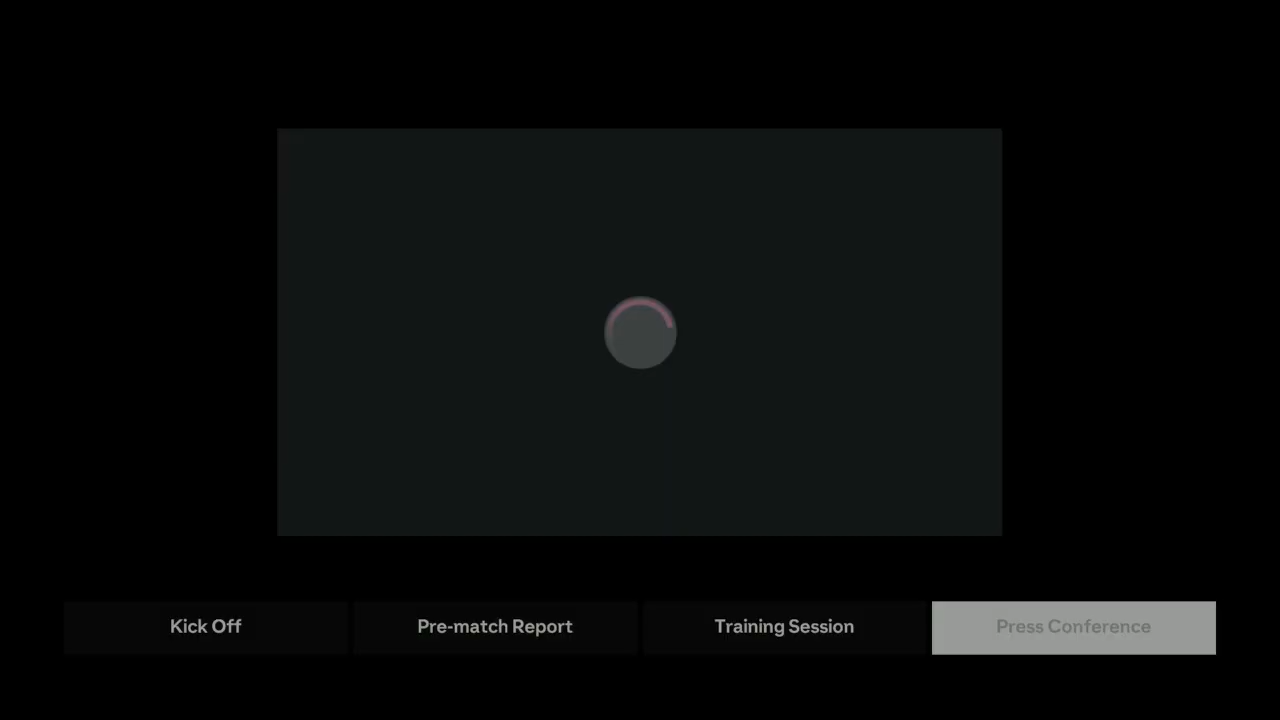 Kick Off
Pre-match Report
Training Session
Press Conference